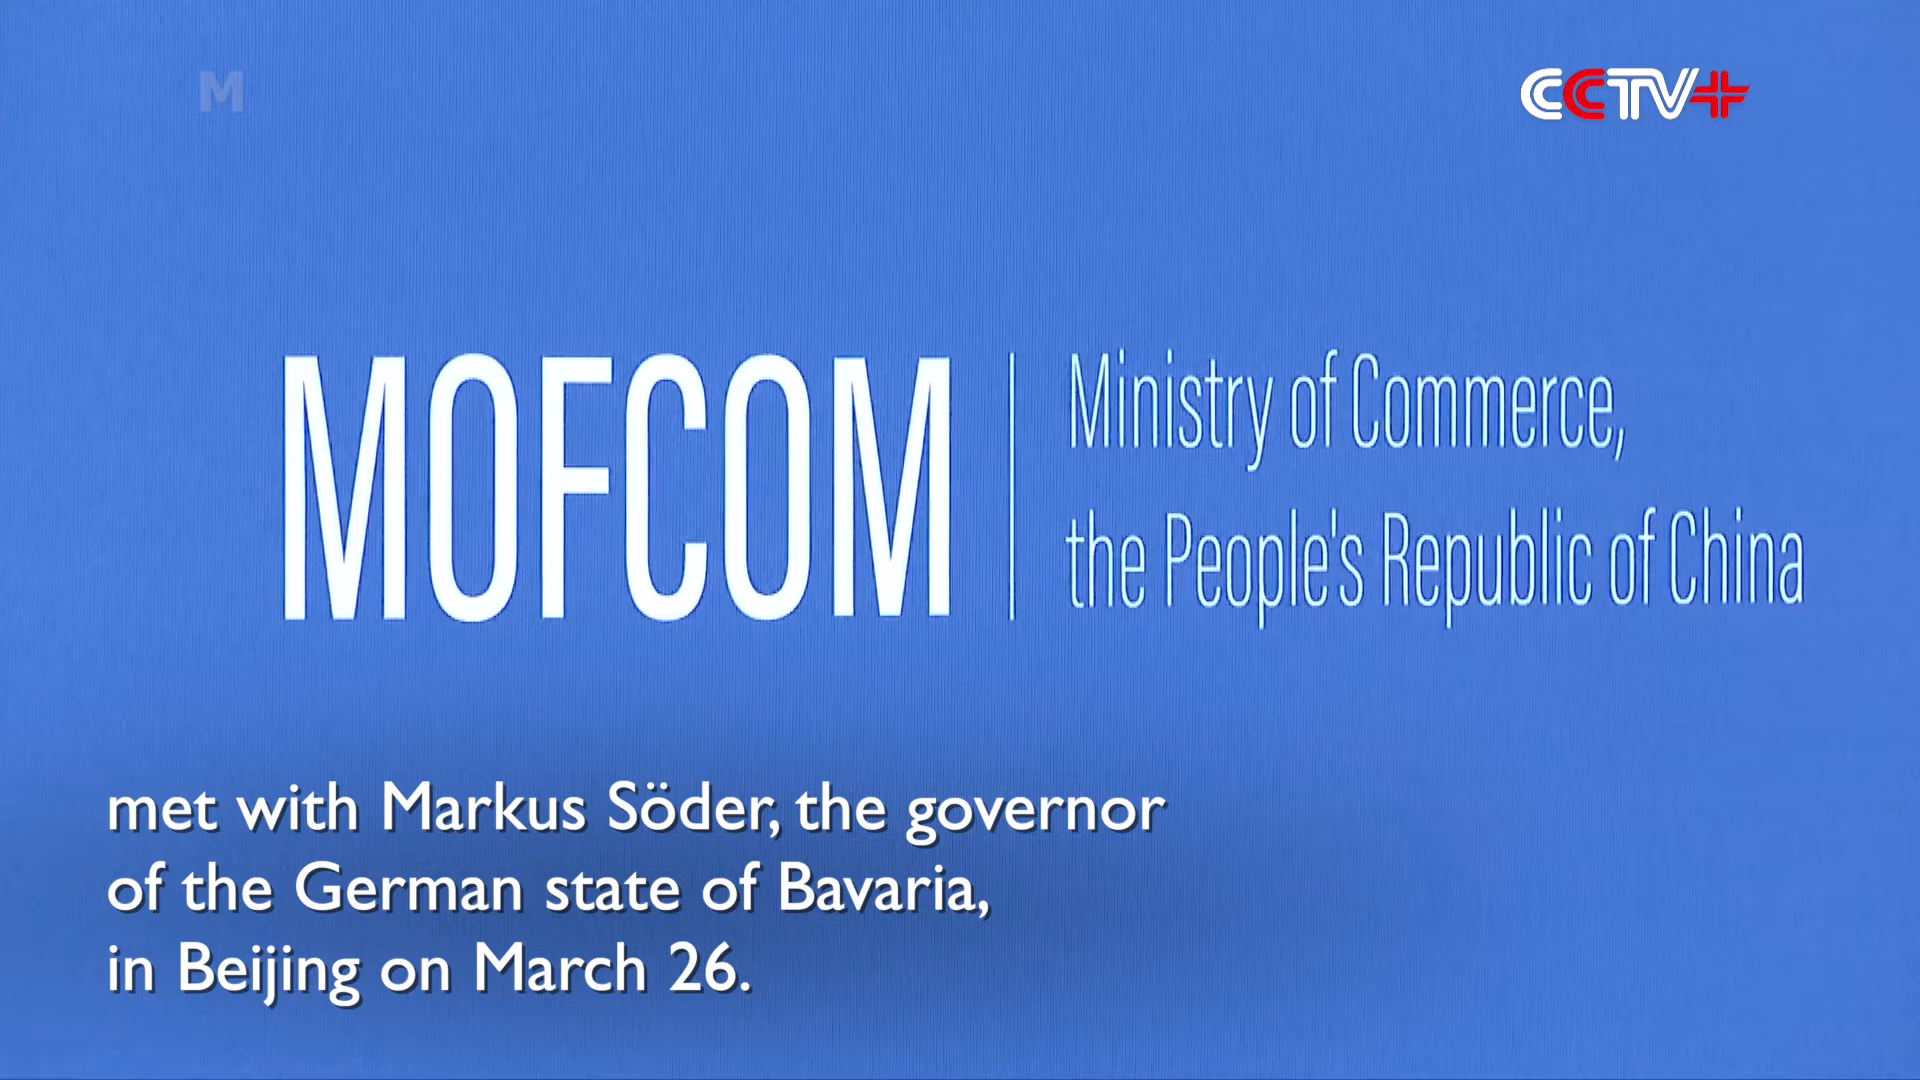 M
CCTV+
MOFCOM
Ministry of Commerce,
the People's Republic of China
met with Markus Söder, the governor
of the German state of Bavaria,
in Beijing on March 26.